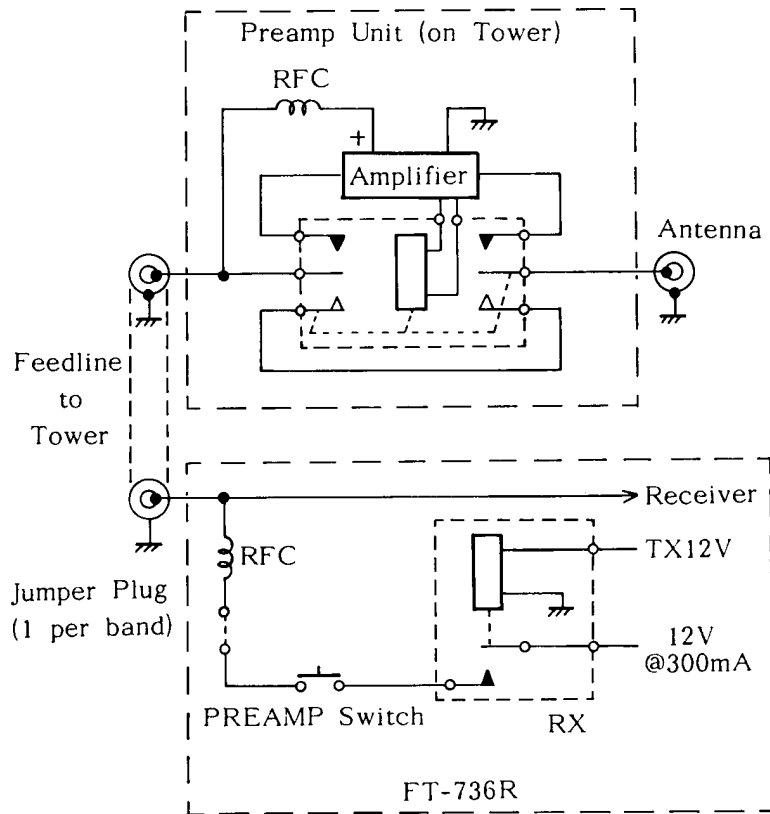 Preamp Unit (on Tower)
RFC
+
Amplifier
Antenna
Feedline
to
Tower
Receiver
RFC
TX12V
Jumper Plug
(1 per band)
12V
@300mA
PREAMP Switch
RX
FT-736R